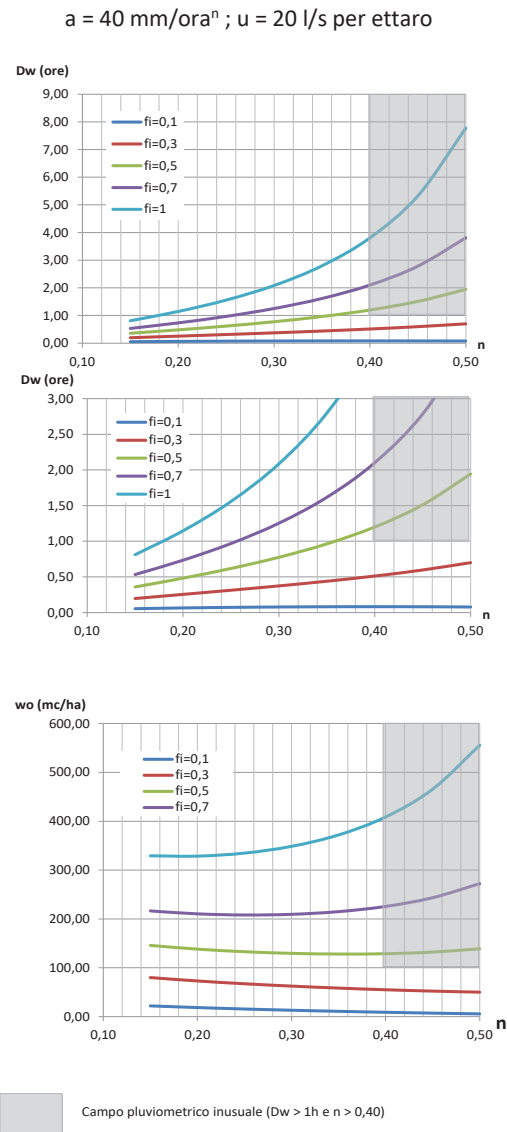 a = 40 mm/oraⁿ ; u = 20 l/s per ettaro
Dw (ore)
9,00
8,00
7,00
6,00
5,00
4,00
3,00
2,00
1,00
0,00
fi=0,1
fi=0,3
fi=0,5
fi=0,7
fi=1
n
0,10 0,20 0,30 0,40 0,50
Dw (ore)
3,00
2,50
2,00
1,50
1,00
0,50
0,00
fi=0,1
fi=0,3
fi=0,5
fi=0,7
fi=1
n
0,10 0,20 0,30 0,40 0,50
wo (mc/ha)
600,00
500,00
400,00
300,00
200,00
100,00
0,00
fi=0,1
fi=0,3
fi=0,5
fi=0,7
n
0,10 0,20 0,30 0,40 0,50
Campo pluviometrico inusuale (Dw > 1h e n > 0,40)